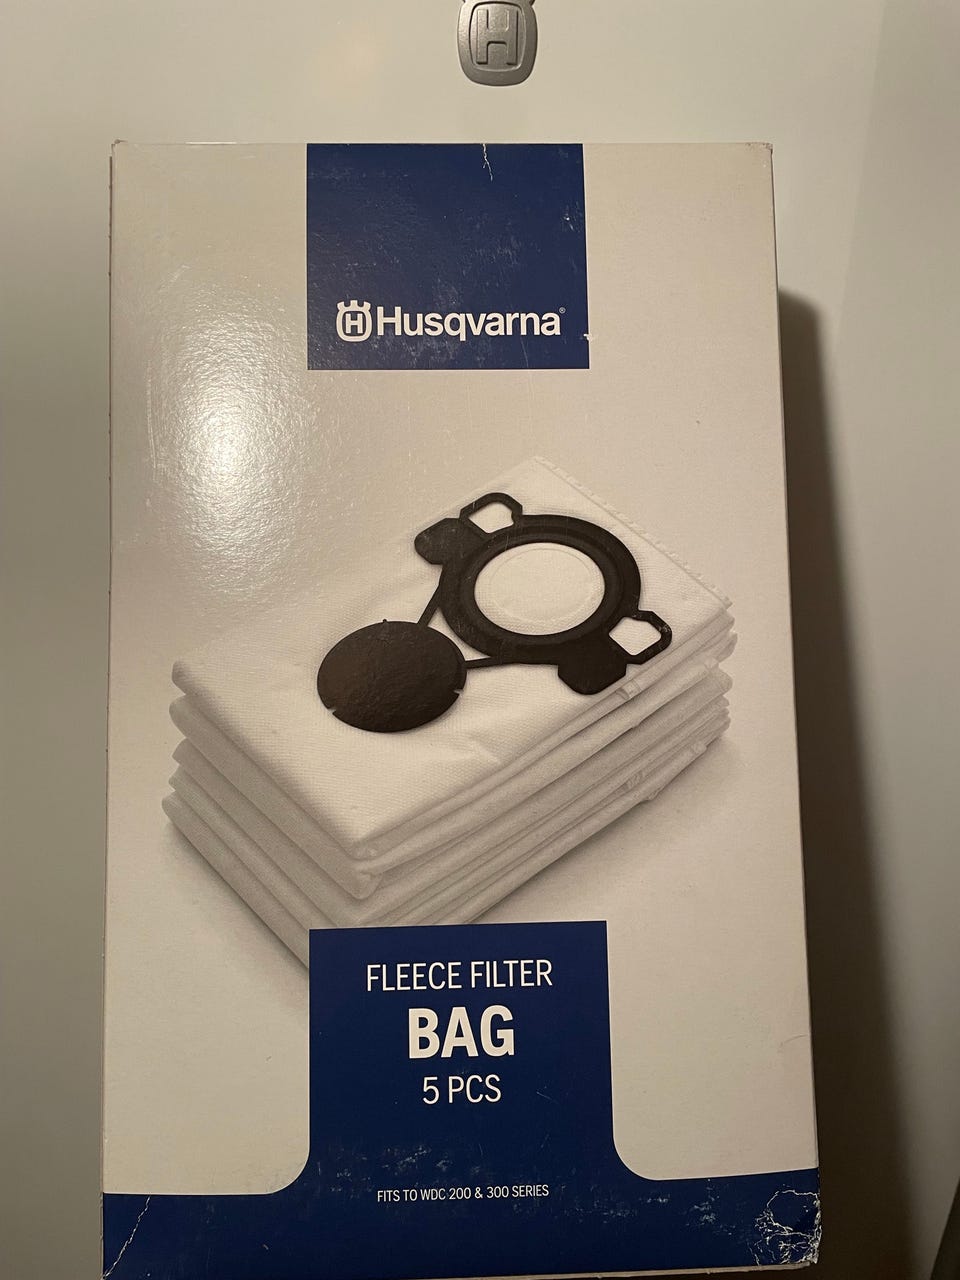 H
Husqvarna®
FLEECE FILTER
BAG
5 PCS
FITS TO WDC 200 & 300 SERIES